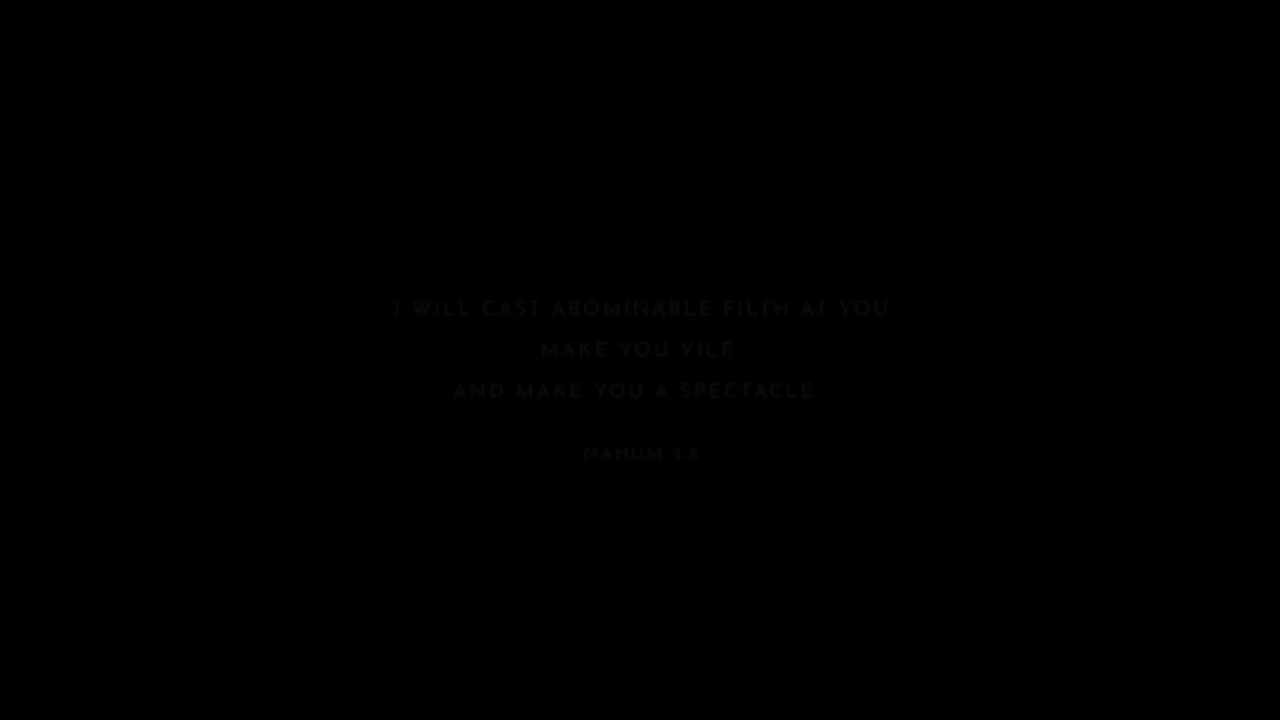 "I WILL CAST ABOMINABLE FILTH AT YOU
MAKE YOU VILE,
AND MAKE YOU A SPECTACLE
- NAHUM 3:6